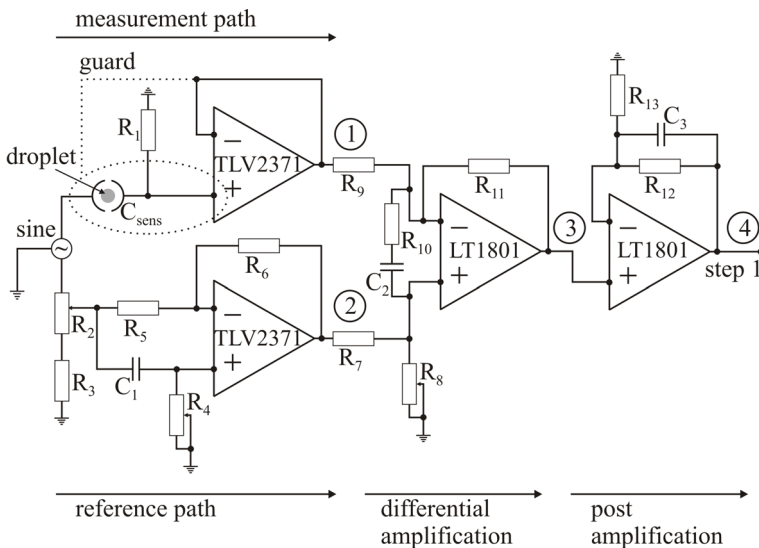 measurement path
guard
R13
R1
C3
1
4
droplet
TLV2371
R9
R11
R12
Csens
R10
sine
LT1801
3
LT1801
step 1
R6
C2
R2
R5
2
TLV2371
R7
R3
C1
R4
R8
reference path
differential
amplification
post
amplification